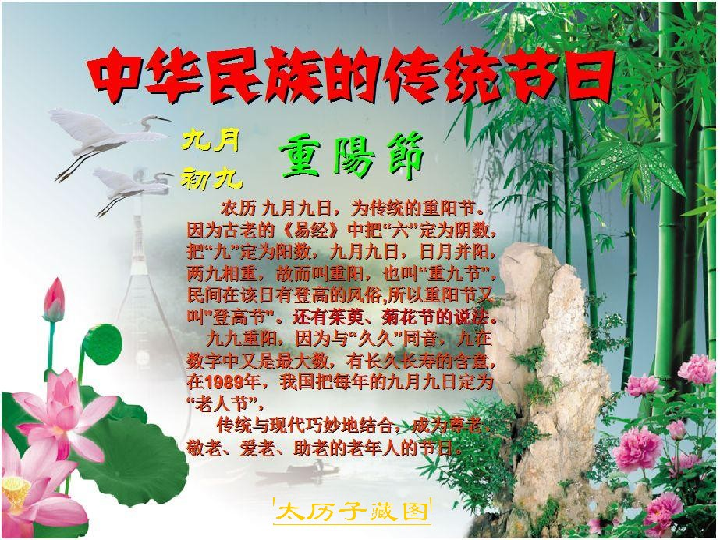 中华民族的传统节日
九月
初九
重陽節
农历 九月九日，为传统的重阳节。
因为古老的《易经》中把“六”定为阴数，
把“九”定为阳数，九月九日，日月并阳，
两九相重，故而叫重阳，也叫“重九节”，
民间在该日有登高的风俗,所以重阳节又
叫"登高节"。还有茱萸、菊花节的说法。
九九重阳，因为与“久久”同音，九在
数字中又是最大数，有长久长寿的含意，
在1989年，我国把每年的九月九日定为
“老人节”，
传统与现代巧妙地结合，成为尊老、
敬老、爱老、助老的老年人的节日。
'太历子藏图'